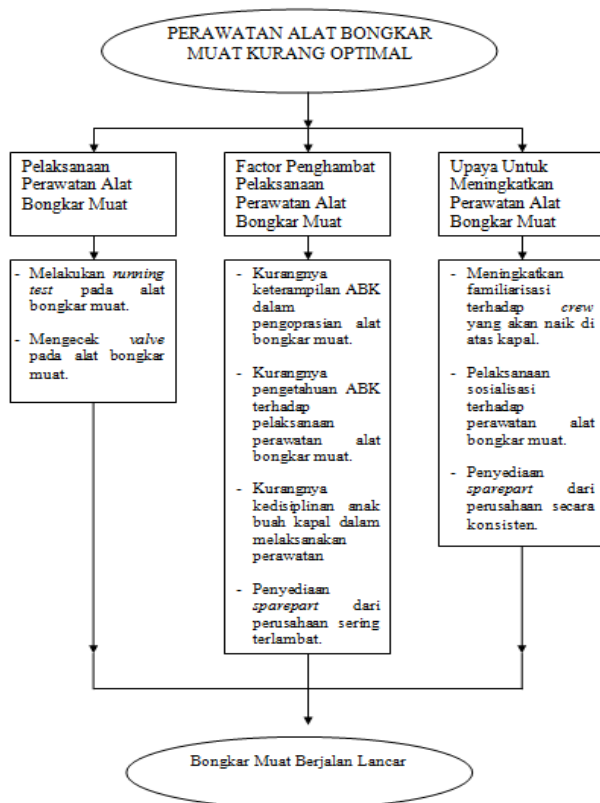 PERAWATAN ALAT BONGKAR
MUAT KURANG OPTIMAL
Pelaksanaan
Perawatan Alat
Bongkar Muat
Factor Penghambat
Pelaksanaan
Perawatan Alat
Bongkar Muat
Upaya Untuk
Meningkatkan
Perawatan Alat
Bongkar Muat
- Melakukan running
test pada alat
bongkar muat.
- Mengecek valve
pada alat bongkar
muat.
- Kurangnya
keterampilan ABK
dalam
pengoprasian alat
bongkar muat.
- Kurangnya
pengetahuan ABK
terhadap
pelaksanaan
perawatan alat
bongkar muat.
- Kurangnya
kedisiplinan anak
buah kapal dalam
melaksanakan
perawatan
- Penyediaan
sparepart dari
perusahaan sering
terlambat.
- Meningkatkan
familiarisasi
terhadap crew
yang akan naik di
atas kapal.
- Pelaksanaan
sosialisasi
terhadap
perawatan alat
bongkar muat.
- Penyediaan
sparepart dari
perusahaan secara
konsisten.
Bongkar Muat Berjalan Lancar